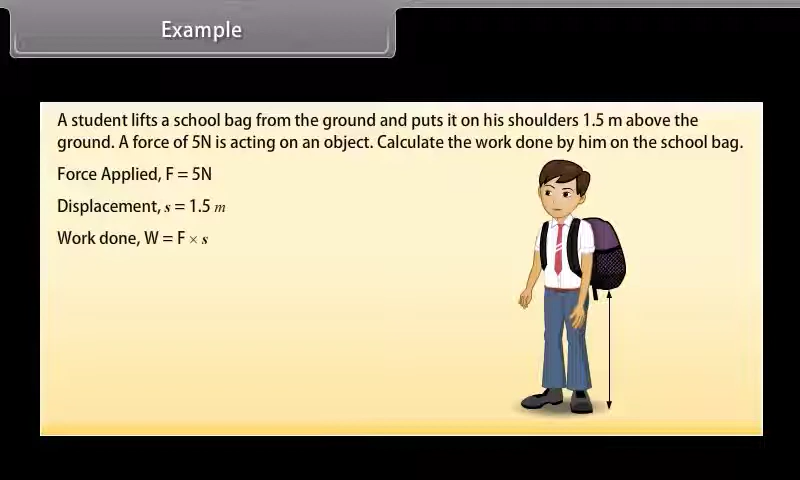 Example
A student lifts a school bag from the ground and puts it on his shoulders 1.5 m above the
ground. A force of 5N is acting on an object. Calculate the work done by him on the school bag.
Force Applied, F = 5N
Displacement, s = 1.5 m
Work done, W = F × s